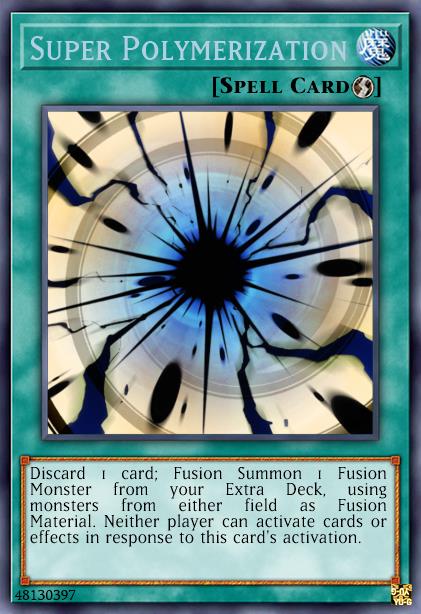 Super Polymerization
魔
[Spell Card]
Discard 1 card; Fusion Summon 1 Fusion
Monster from your Extra Deck, using
monsters from either field as Fusion
Material. Neither player can activate cards or
effects in response to this card's activation.
48130397